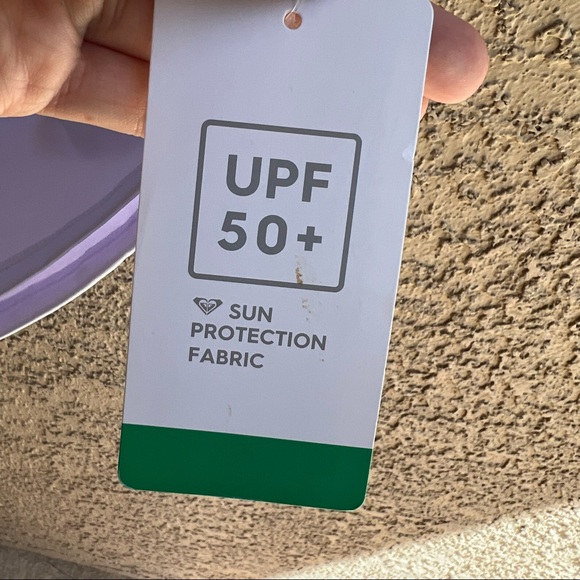 UPF
50+
SUN
PROTECTION
FABRIC